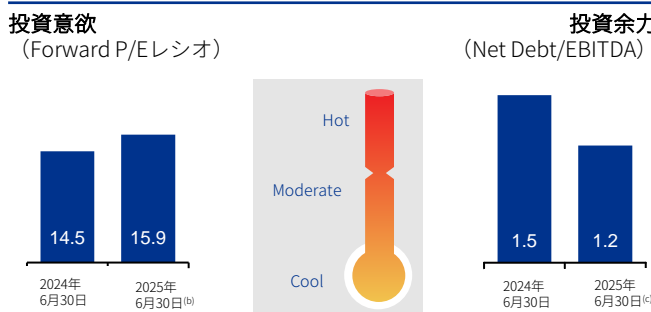 投資意欲
（Forward P/Eレシオ）
14.5
15.9
2024年
6月30日
2025年
6月30日(b)
Hot
Moderate
Cool
投資余力
（Net Debt/EBITDA）
1.5
1.2
2024年
6月30日
2025年
6月30日(c)